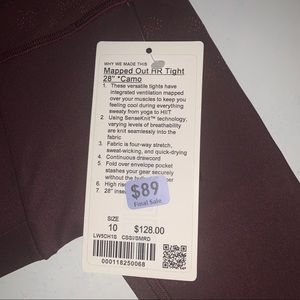 WHY WE MADE THIS
Mapped Out HR Tight
28" *Camo
1. These versatile tights have
integrated ventilation mapped
over your muscles to keep you
feeling cool during everything
sweaty from yoga to HIIT
2. Using SenseKnit™ technology,
varying levels of breathability
are knit seamlessly into the
fabric
3. Fabric is four-way stretch,
sweat-wicking, and quick-drying
4. Continuous drawcord
5. Fold over envelope pocket
stashes your gear securely
without the
6. High
7. 28"
$89
Final Sale
SIZE
10 $128.00
LW5CH1S
000118250068